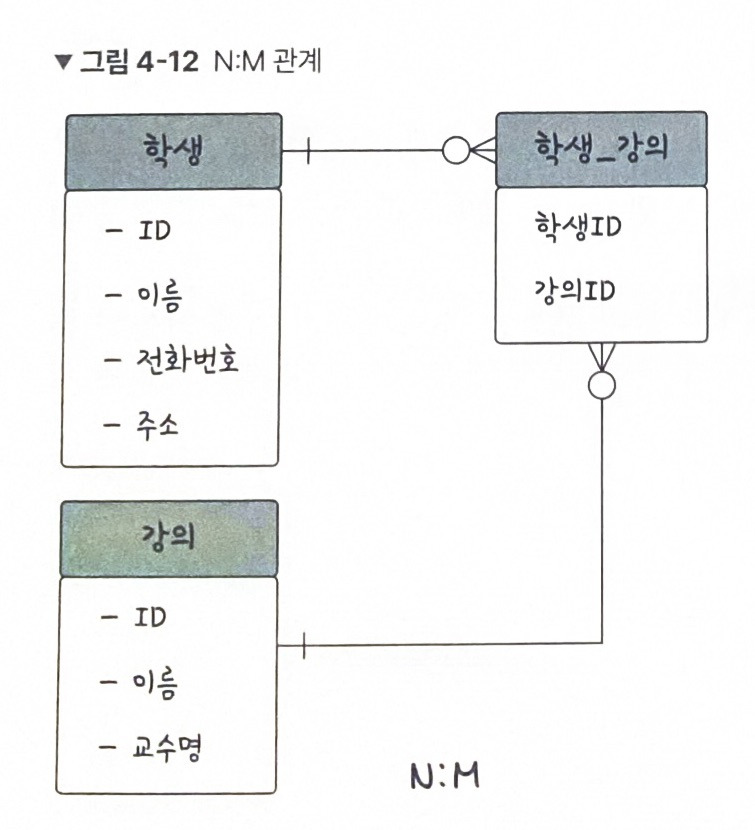 ▼ 그림 4-12 N:M 관계
학생
- ID
- 이름
- 전화번호
- 주소
학생_강의
학생ID
강의ID
강의
- ID
- 이름
- 교수명
N:M